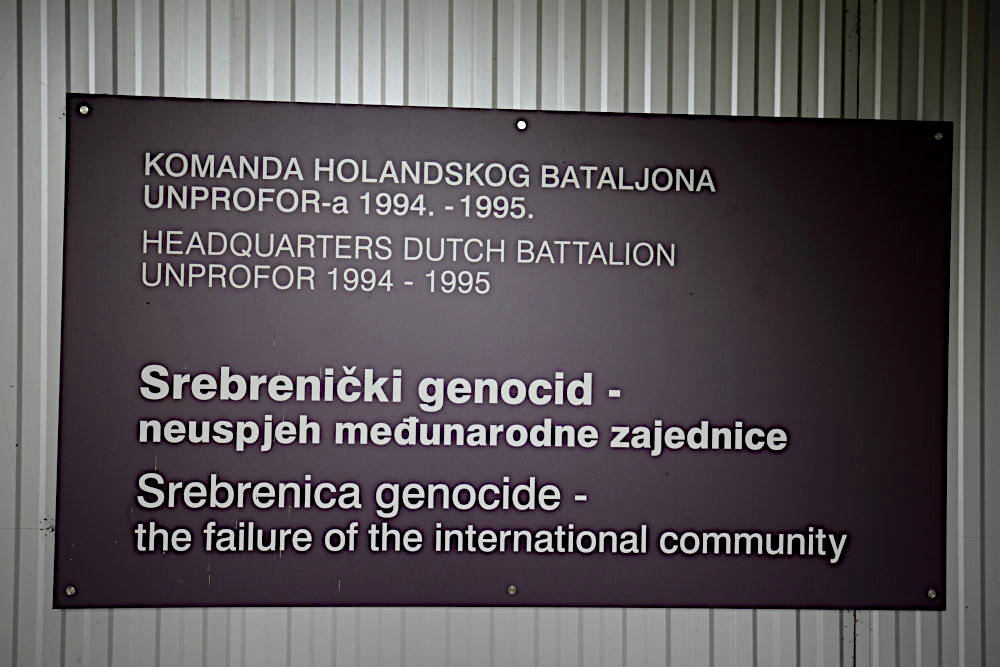 KOMANDA HOLANDSKOG BATALJONA
UNPROFOR-a 1994. - 1995.
HEADQUARTERS DUTCH BATTALION
UNPROFOR 1994 - 1995
Srebrenički genocid -
neuspjeh međunarodne zajednice
Srebrenica genocide -
the failure of the international community